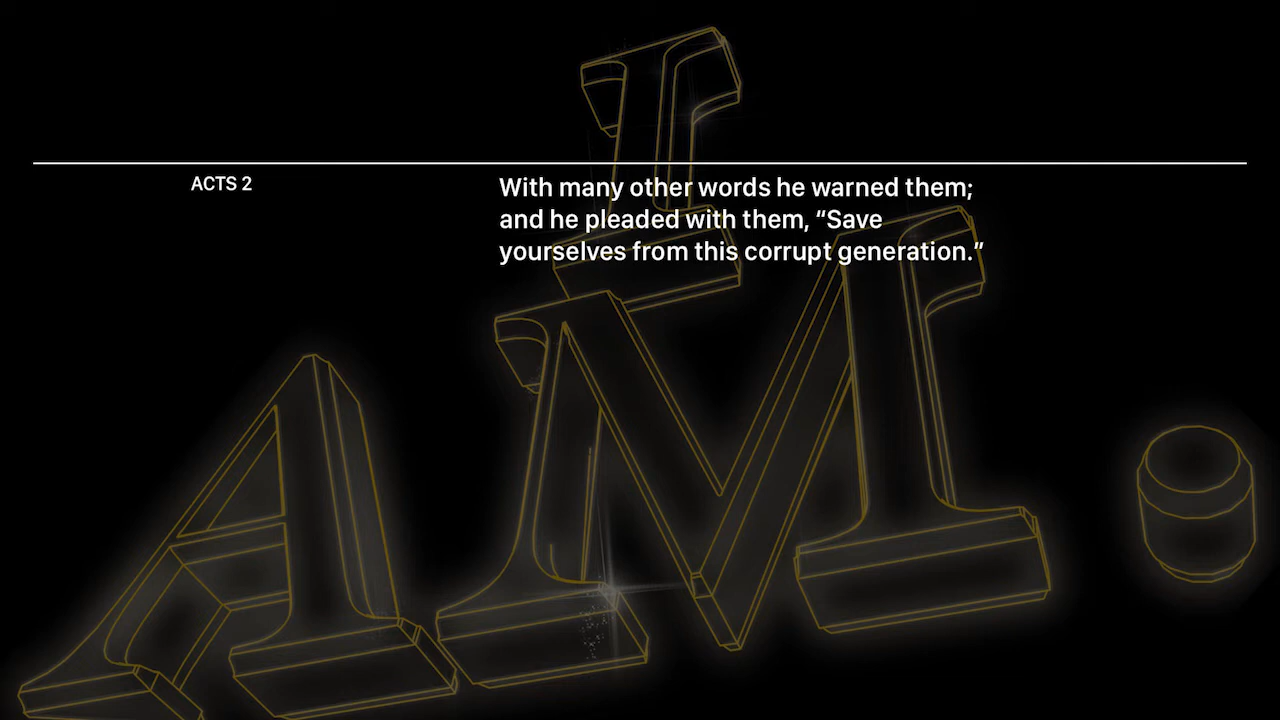 I
ACTS 2
With many other words he warned them;
and he pleaded with them, “Save
yourselves from this corrupt generation.”
AM.